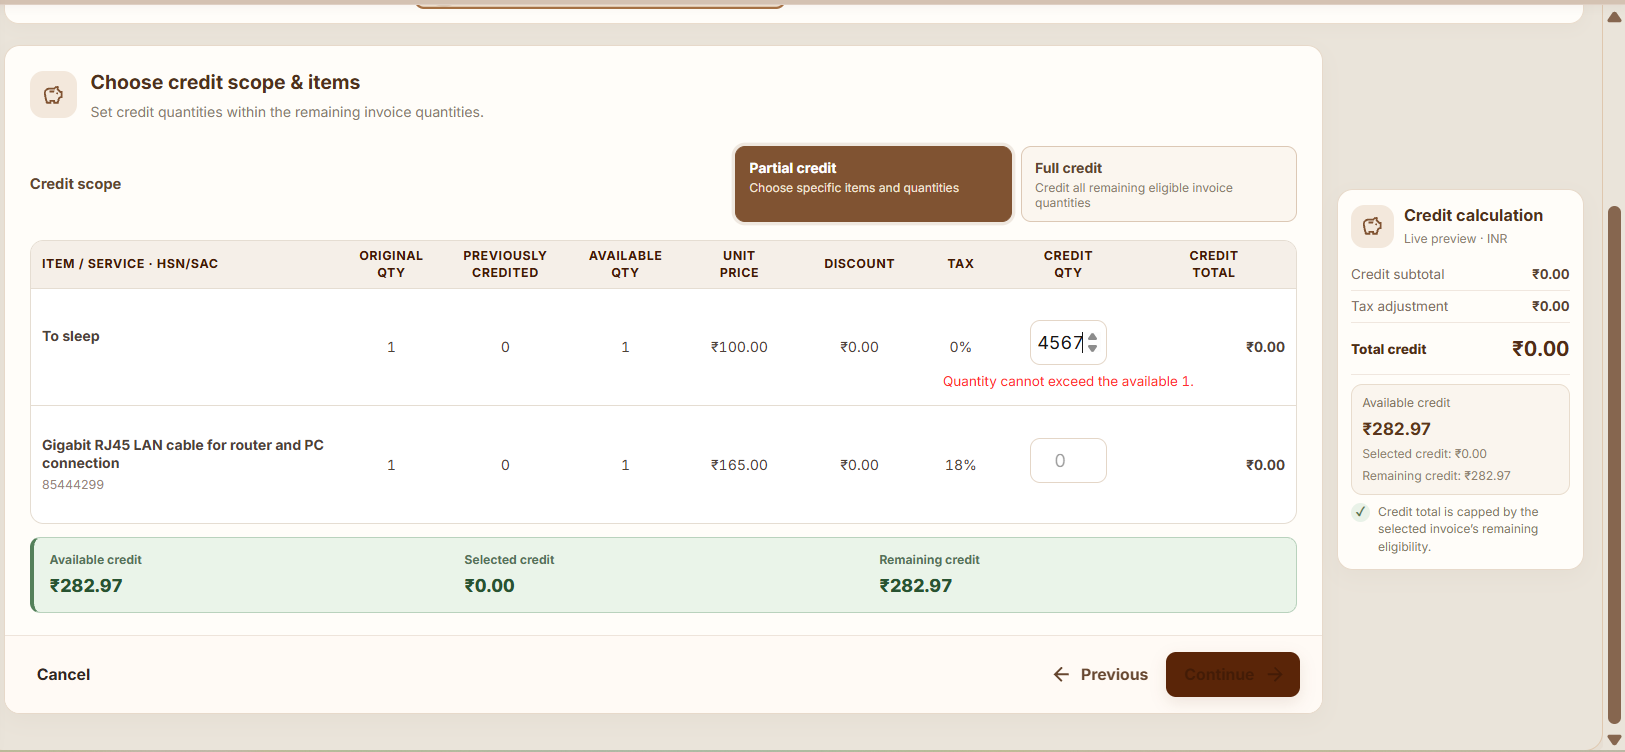 Choose credit scope & items
Set credit quantities within the remaining invoice quantities.
Credit scope
Partial credit
Choose specific items and quantities
Full credit
Credit all remaining eligible invoice
quantities
ITEM / SERVICE · HSN/SAC
ORIGINAL
QTY
PREVIOUSLY
CREDITED
AVAILABLE
QTY
UNIT
PRICE
DISCOUNT
TAX
CREDIT
QTY
CREDIT
TOTAL
To sleep
1
0
1
₹100.00
₹0.00
0%
4567
₹0.00
Quantity cannot exceed the available 1.
Gigabit RJ45 LAN cable for router and PC
connection
85444299
1
0
1
₹165.00
₹0.00
18%
0
₹0.00
Available credit
₹282.97
Selected credit
₹0.00
Remaining credit
₹282.97
Cancel
Previous
Continue
Credit calculation
Live preview · INR
Credit subtotal ₹0.00
Tax adjustment ₹0.00
Total credit ₹0.00
Available credit
₹282.97
Selected credit: ₹0.00
Remaining credit: ₹282.97
Credit total is capped by the
selected invoice’s remaining
eligibility.